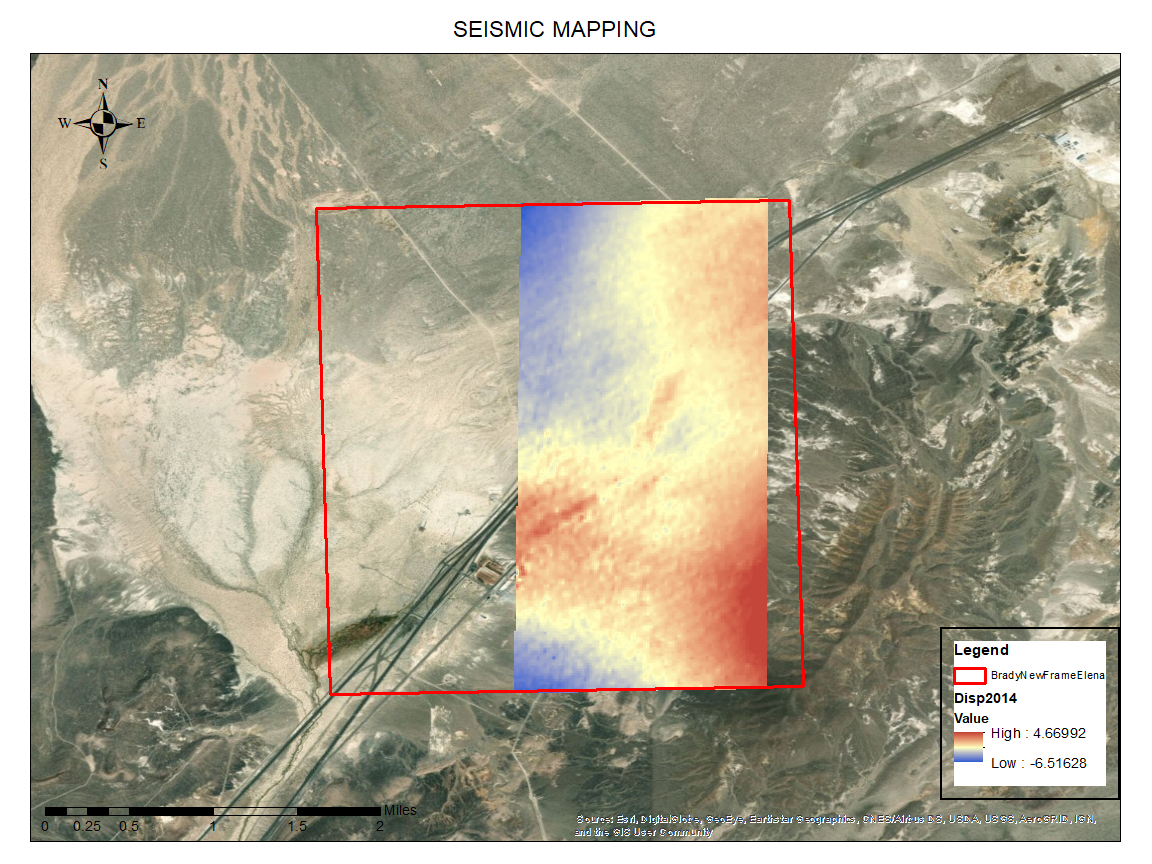 SEISMIC MAPPING
N
W E
S
Legend
BradyNewFrameElena
Disp2014
Value
High : 4.66992
Low : -6.51628
Miles
0 0.25 0.5 1 1.5 2
Source: Esri, DigitalGlobe, GeoEye, Earthstar Geographics, CNES/Airbus DS, USDA, USGS, AeroGRID, IGN,
and the GIS User Community